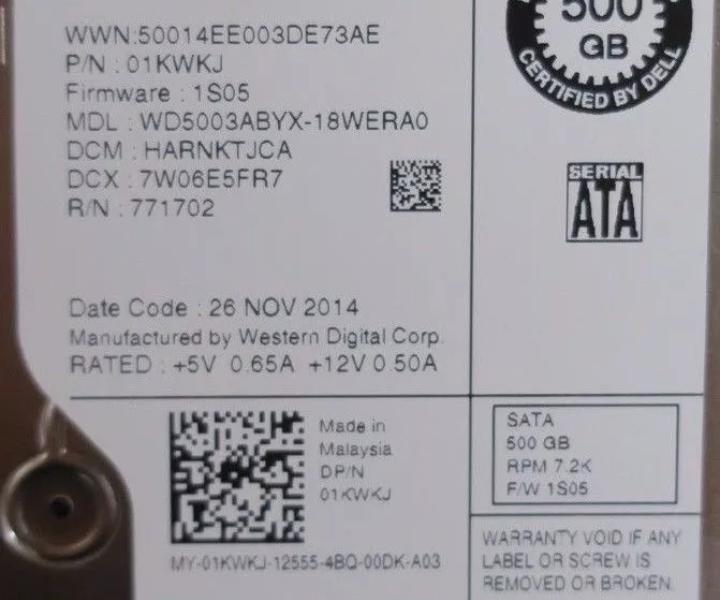 WWN:50014EE003DE73AE
P/N : 01KWKJ
Firmware : 1S05
MDL : WD5003ABYX-18WERA0
DCM : HARNKTJCA
DCX : 7W06E5FR7
R/N : 771702
500
GB
CERTIFIED BY DELL
SERIAL
ATA
Date Code : 26 NOV 2014
Manufactured by Western Digital Corp.
RATED : +5V 0.65A +12V 0.50A
Made in
Malaysia
DP/N
01KWKJ
MY-01KWKJ-12555-4BQ-00DK-A03
SATA
500 GB
RPM 7.2K
F/W 1S05
WARRANTY VOID IF ANY
LABEL OR SCREW IS
REMOVED OR BROKEN.